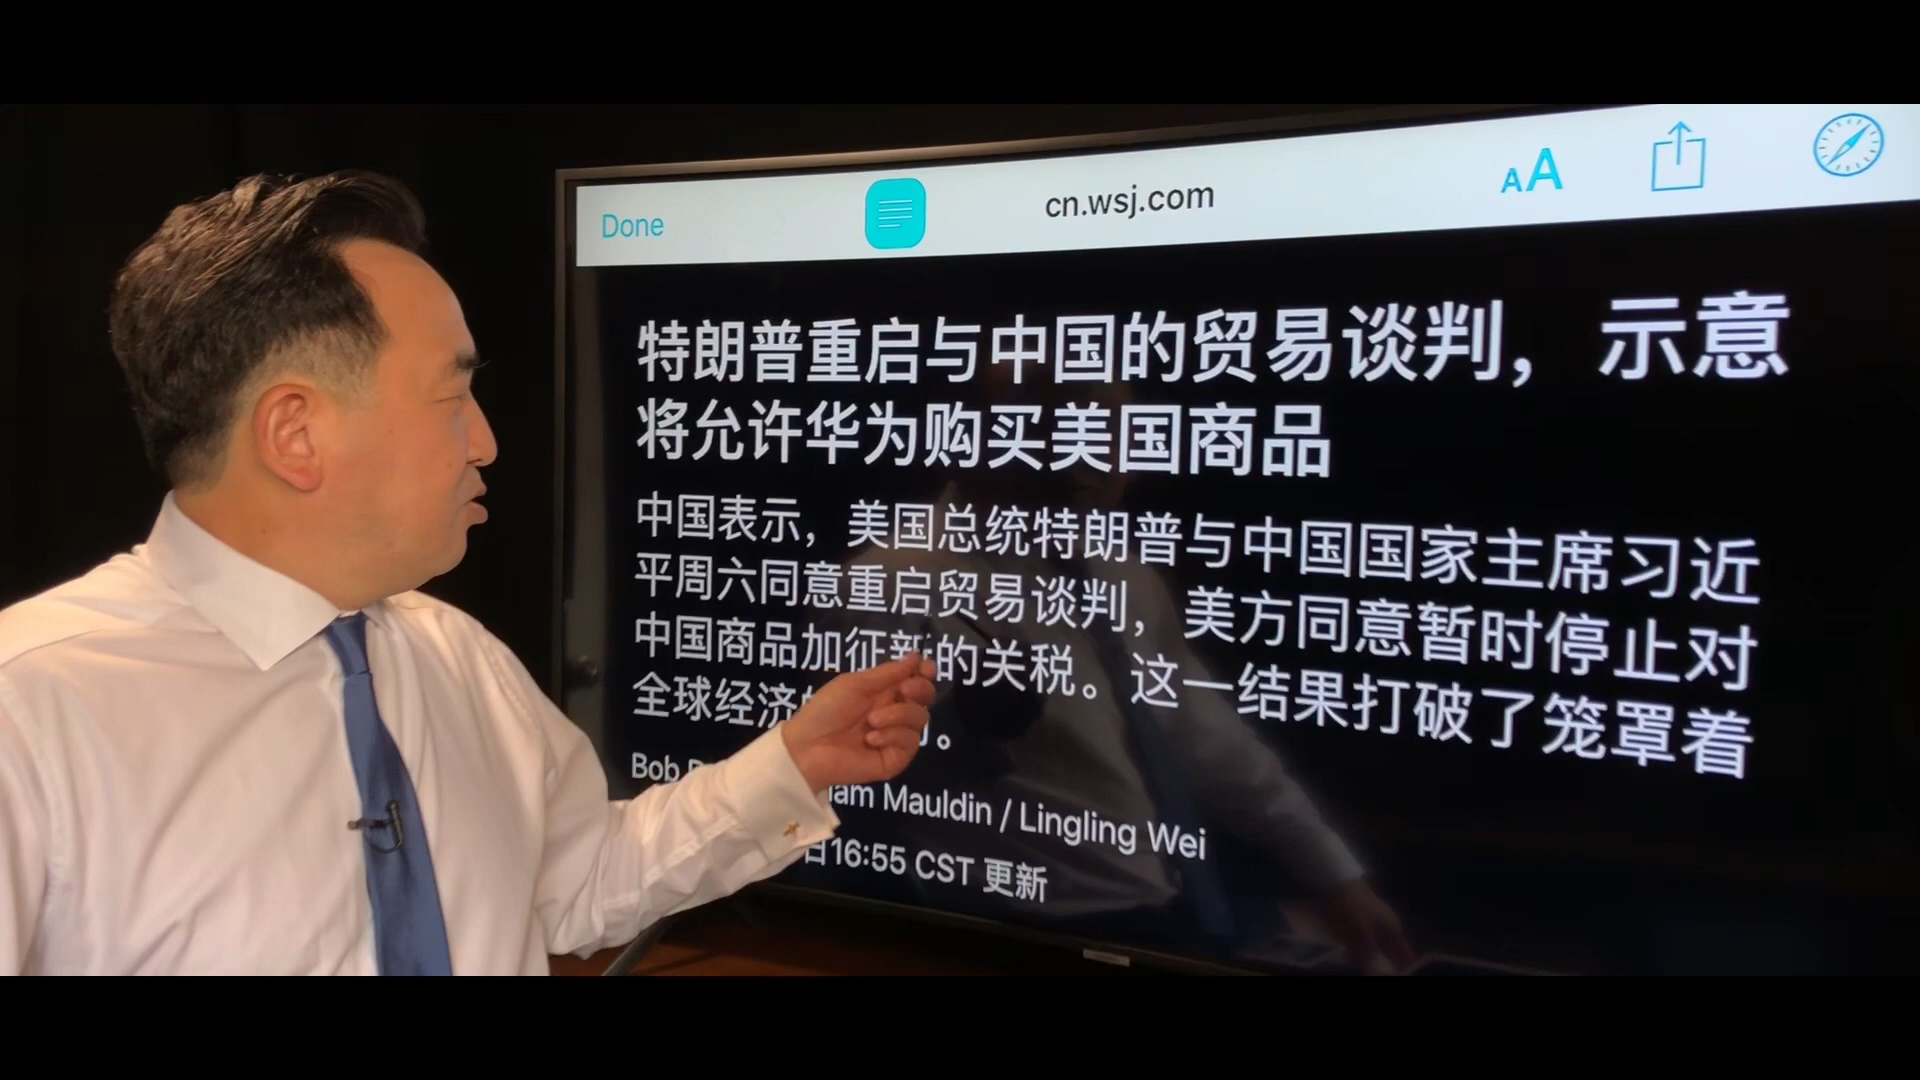 Done
cn.wsj.com
AA
特朗普重启与中国的贸易谈判，示意
将允许华为购买美国商品
中国表示，美国总统特朗普与中国国家主席习近
平周六同意重启贸易谈判，美方同意暂时停止对
中国商品加征新的关税。这一结果打破了笼罩着
全球经济。
Bob Mauldin / Lingling Wei
日16:55 CST 更新